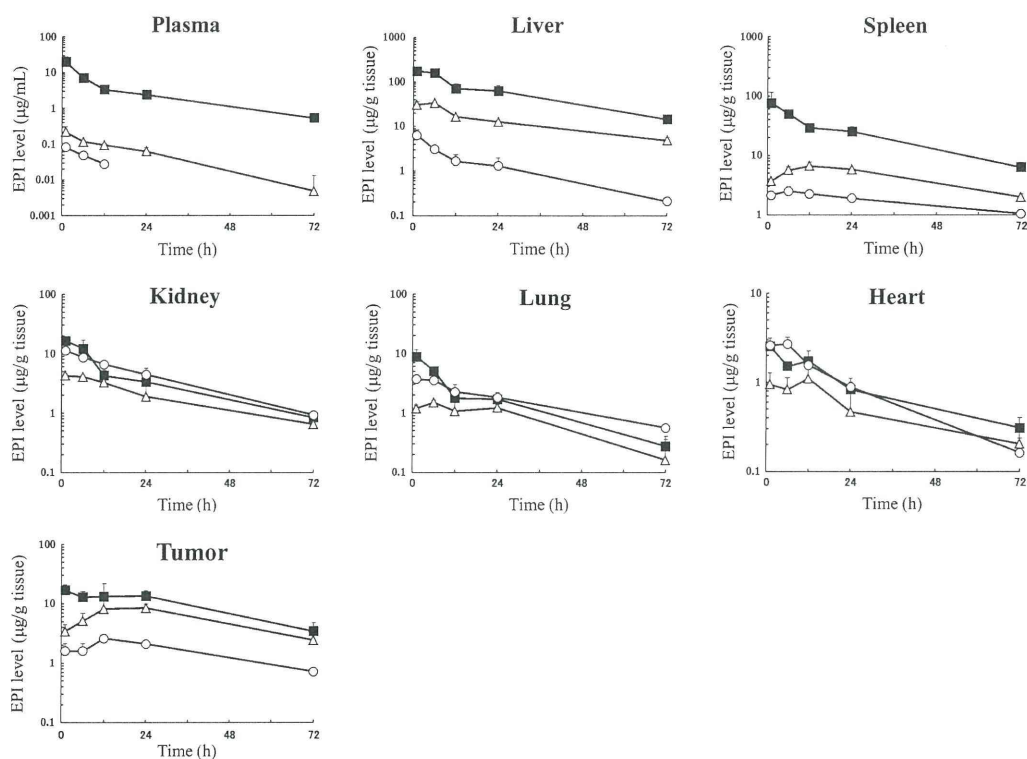 Plasma
EPI level (µg/mL)
100
10
1
0.1
0.01
0.001
0 24 48 72
Time (h)
Liver
EPI level (µg/g tissue)
1000
100
10
1
0.1
0 24 48 72
Time (h)
Spleen
EPI level (µg/g tissue)
1000
100
10
1
0 24 48 72
Time (h)
Kidney
EPI level (µg/g tissue)
100
10
1
0.1
0 24 48 72
Time (h)
Lung
EPI level (µg/g tissue)
100
10
1
0.1
0 24 48 72
Time (h)
Heart
EPI level (µg/g tissue)
10
1
0.1
0 24 48 72
Time (h)
Tumor
EPI level (µg/g tissue)
100
10
1
0.1
0 24 48 72
Time (h)